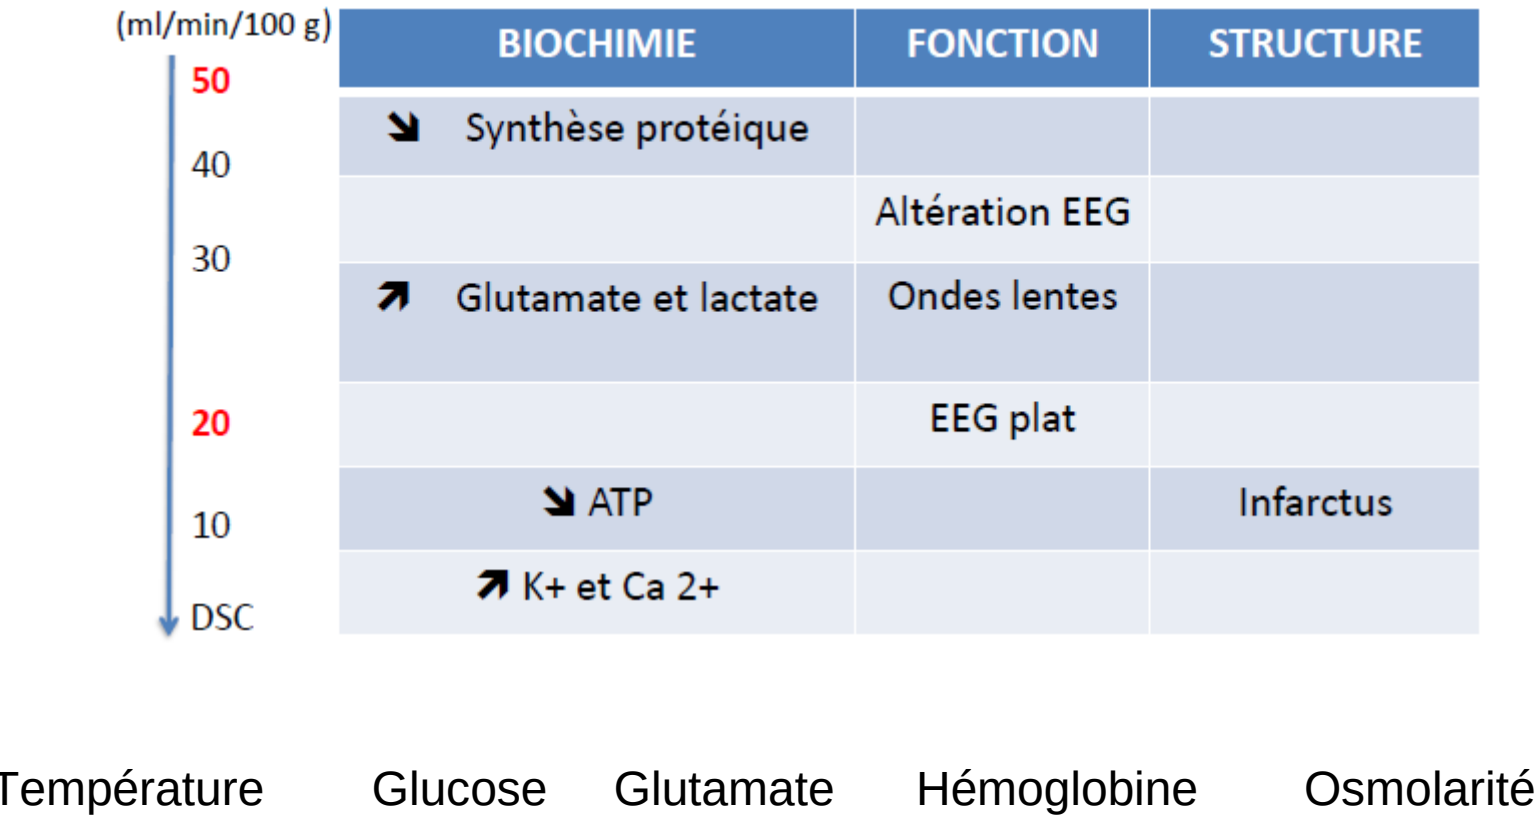 (ml/min/100 g) BIOCHIMIE FONCTION STRUCTURE
50
Synthèse protéique
40
Altération EEG
30
Glutamate et lactate Ondes lentes
20 EEG plat
ATP Infarctus
10
K+ et Ca 2+
DSC
Température Glucose Glutamate Hémoglobine Osmolarité